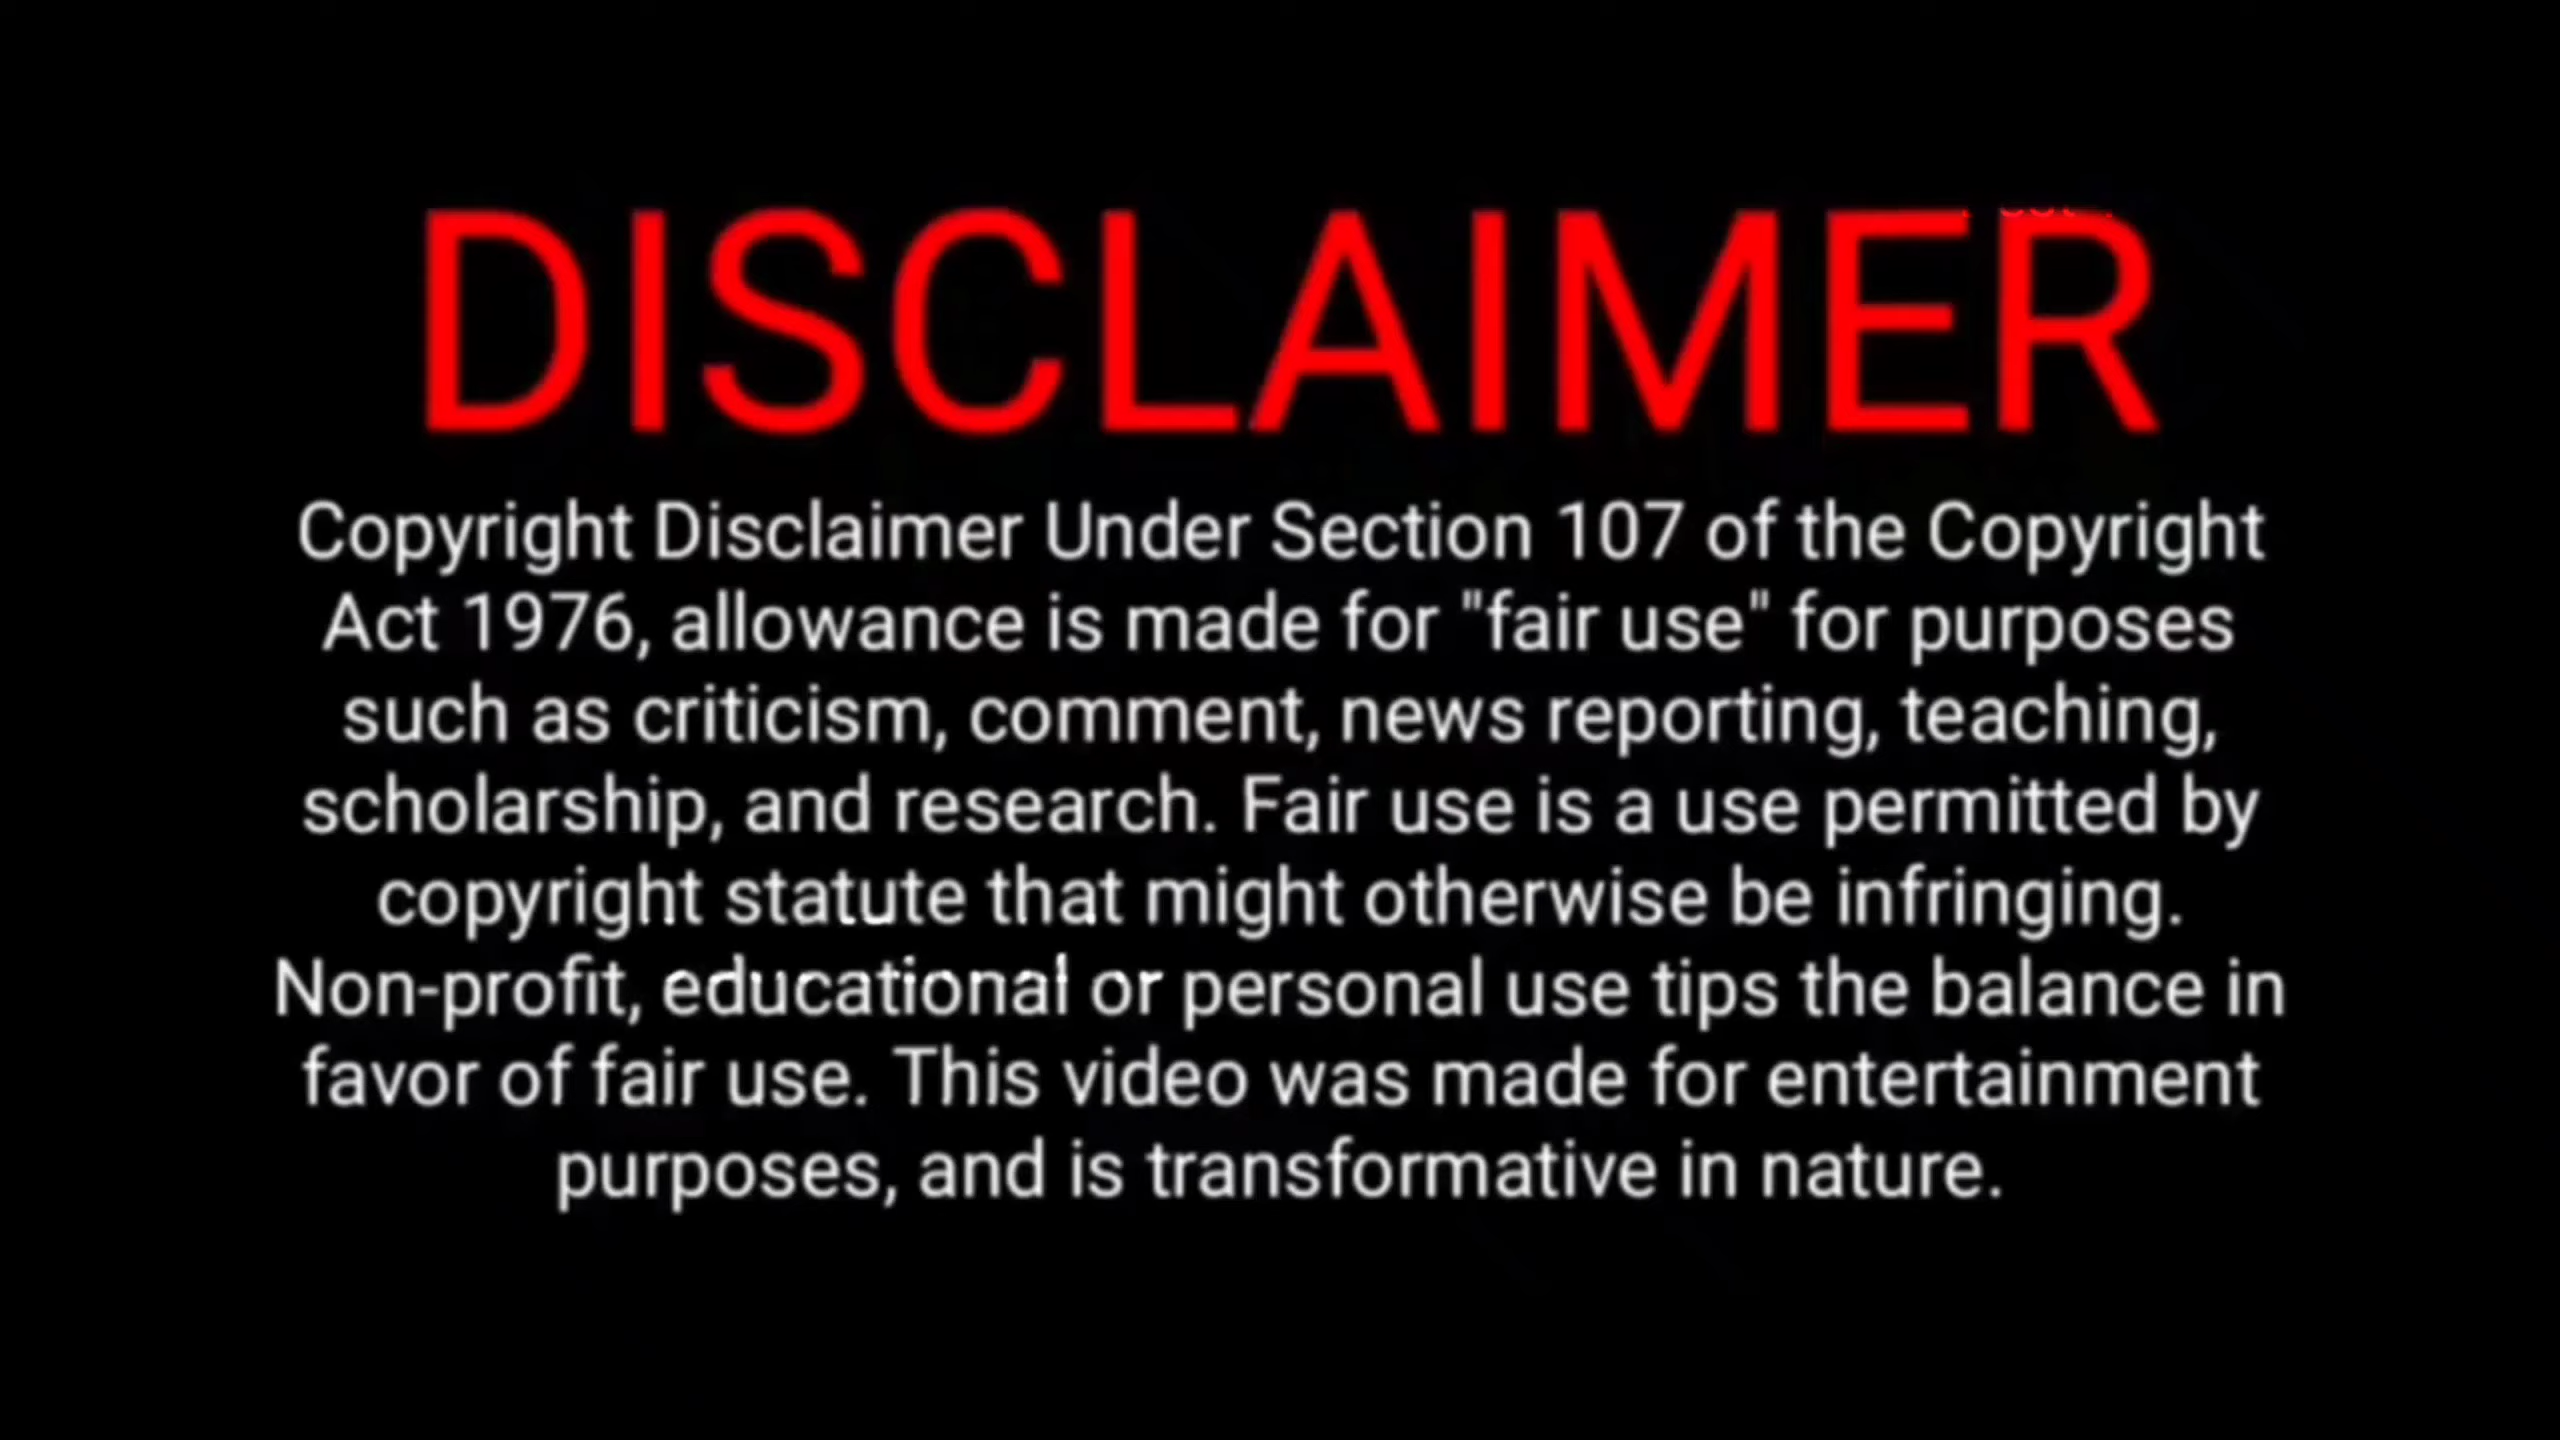 DISCLAIMER
Copyright Disclaimer Under Section 107 of the Copyright
Act 1976, allowance is made for "fair use" for purposes
such as criticism, comment, news reporting, teaching,
scholarship, and research. Fair use is a use permitted by
copyright statute that might otherwise be infringing.
Non-profit, educational or personal use tips the balance in
favor of fair use. This video was made for entertainment
purposes, and is transformative in nature.